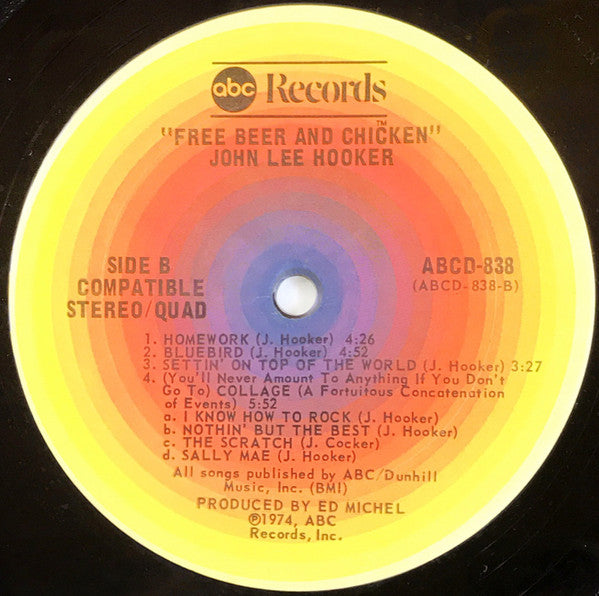 abc Records™
"FREE BEER AND CHICKEN"
JOHN LEE HOOKER
SIDE B
COMPATIBLE
STEREO/QUAD
ABCD-838
(ABCD-838-B)
1. HOMEWORK (J. Hooker) 4:26
2. BLUEBIRD (J. Hooker) 4:52
3. SETTIN' ON TOP OF THE WORLD (J. Hooker) 3:27
4. (You'll Never Amount To Anything If You Don't
Go To) COLLAGE (A Fortuitous Concatenation
of Events) 5:52
a. I KNOW HOW TO ROCK (J. Hooker)
b. NOTHIN' BUT THE BEST (J. Hooker)
c. THE SCRATCH (J. Cocker)
d. SALLY MAE (J. Hooker)
All songs published by ABC/Dunhill
Music, Inc. (BMI)
PRODUCED BY ED MICHEL
℗1974, ABC
Records, Inc.